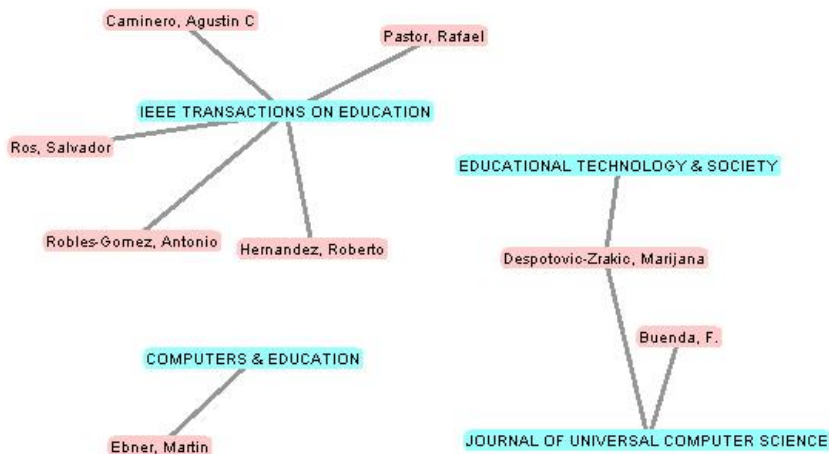 Caminero, Agustin C
Pastor, Rafael
IEEE TRANSACTIONS ON EDUCATION
Ros, Salvador
EDUCATIONAL TECHNOLOGY & SOCIETY
Robles-Gomez, Antonio
Hernandez, Roberto
Despotovic-Zrakic, Marijana
Buenda, F.
COMPUTERS & EDUCATION
Ebner, Martin
JOURNAL OF UNIVERSAL COMPUTER SCIENCE